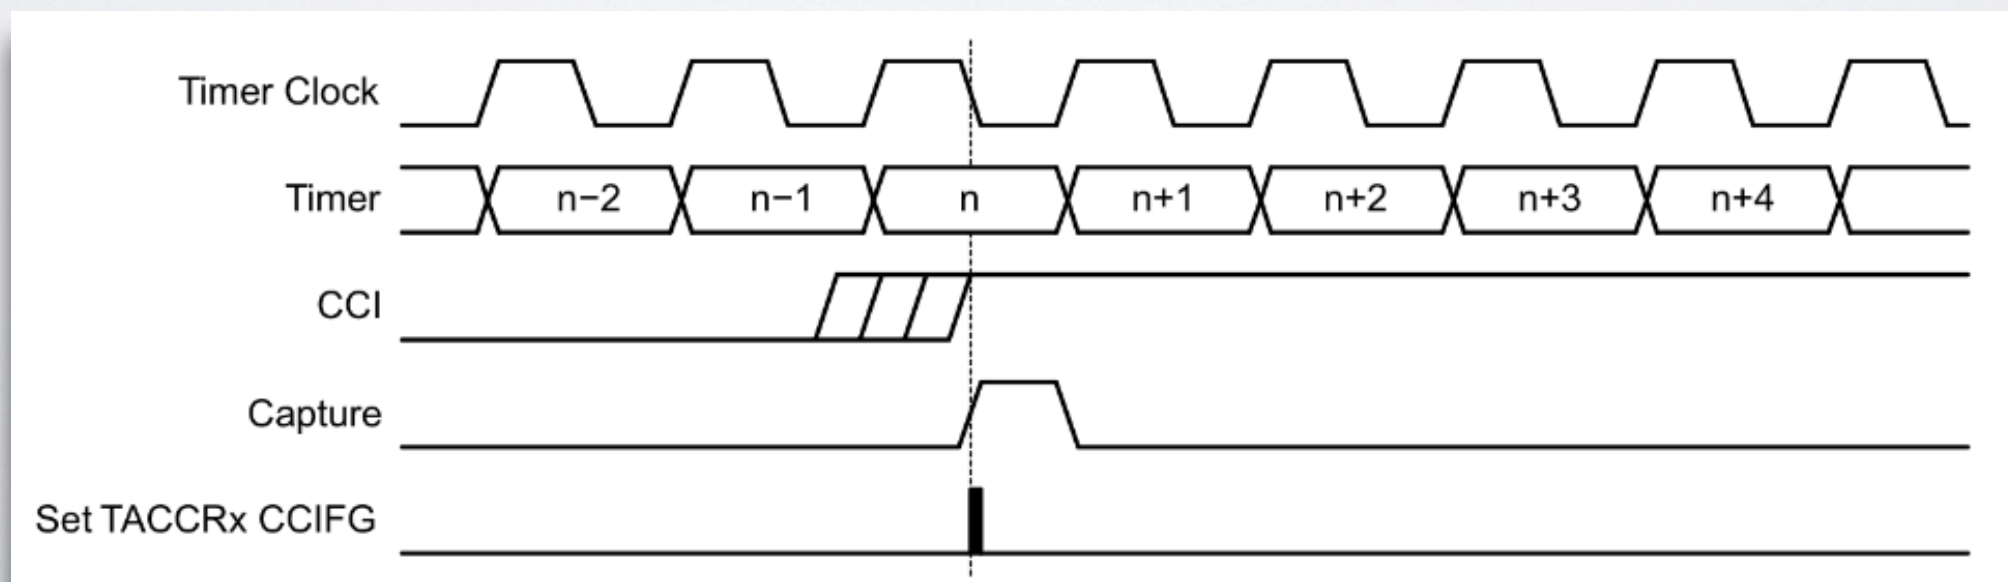 Timer Clock
Timer n−2 n−1 n n+1 n+2 n+3 n+4
CCI
Capture
Set TACCRx CCIFG